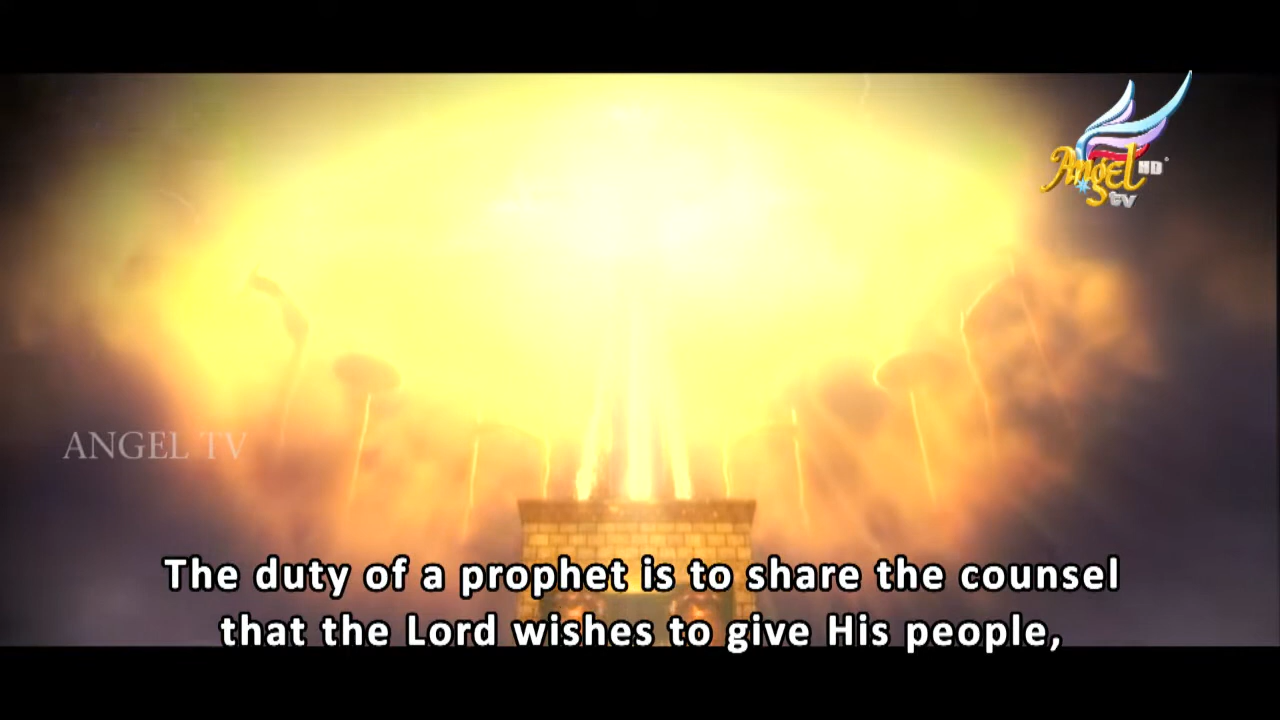 Angel HD
tv
ANGEL TV
The duty of a prophet is to share the counsel
that the Lord wishes to give His people,